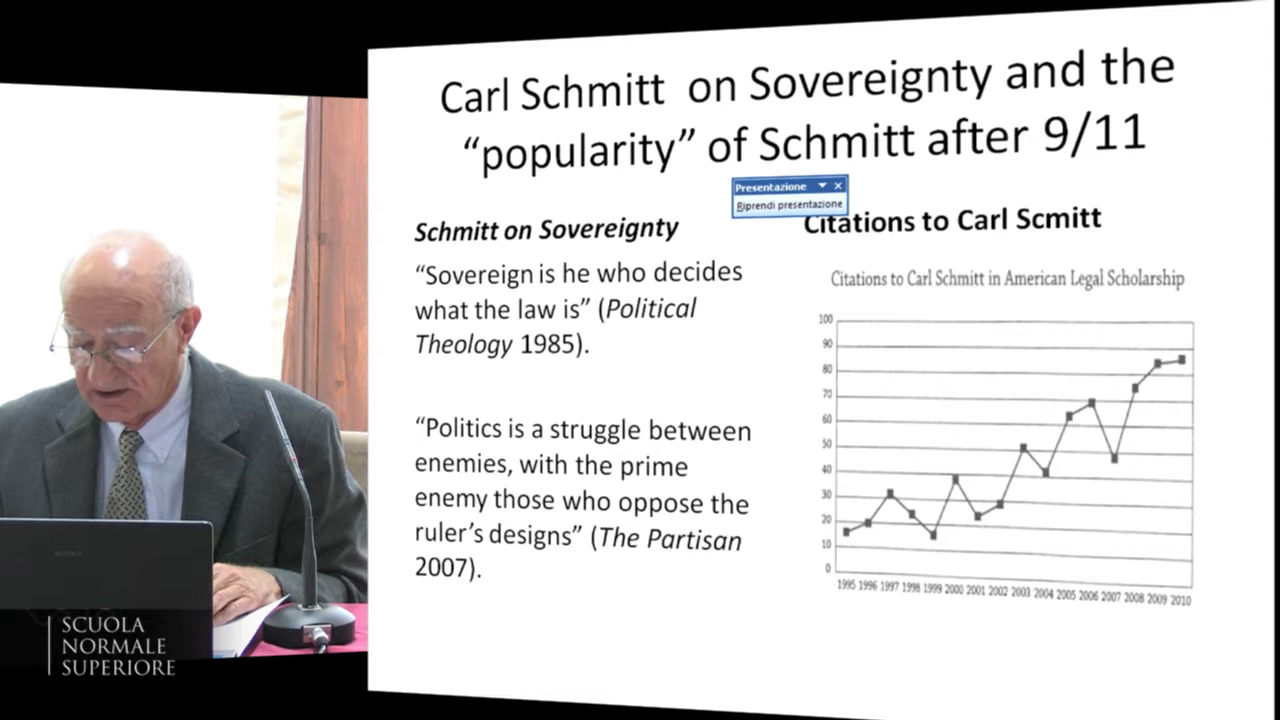 Carl Schmitt on Sovereignty and the
“popularity” of Schmitt after 9/11
Presentazione
Riprendi presentazione
Schmitt on Sovereignty
“Sovereign is he who decides
what the law is” (Political
Theology 1985).
“Politics is a struggle between
enemies, with the prime
enemy those who oppose the
ruler’s designs” (The Partisan
2007).
Citations to Carl Scmitt
Citations to Carl Schmitt in American Legal Scholarship
100
90
80
70
60
50
40
30
20
10
0
1995 1996 1997 1998 1999 2000 2001 2002 2003 2004 2005 2006 2007 2008 2009 2010
SCUOLA
NORMALE
SUPERIORE